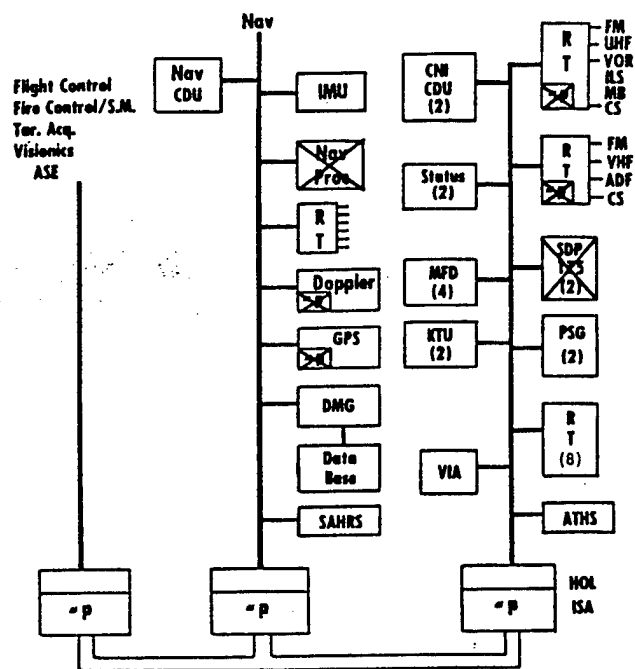 Nav
Flight Control
Fire Control/S.M.
Tar. Acq.
Visionics
ASE
Nav
CDU
IMU
Nav
Proc
R
T
Doppler
GPS
DMG
Data
Base
SAHRS
CNI
CDU
(2)
Status
(2)
MFD
(4)
KTU
(2)
VIA
R
T
FM
UHF
VOR
ILS
MB
CS
R
T
FM
VHF
ADF
CS
SDP
(2)
PSG
(2)
R
T
(8)
ATHS
~p
~p
~p
HOL
ISA